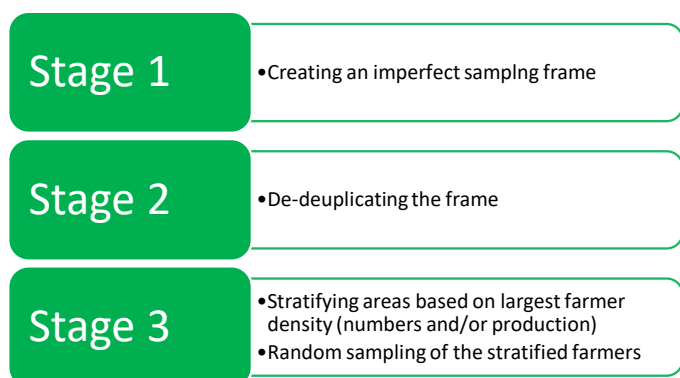 Stage 1
•Creating an imperfect samplng frame
Stage 2
•De-deuplicating the frame
Stage 3
•Stratifying areas based on largest farmer
density (numbers and/or production)
•Random sampling of the stratified farmers